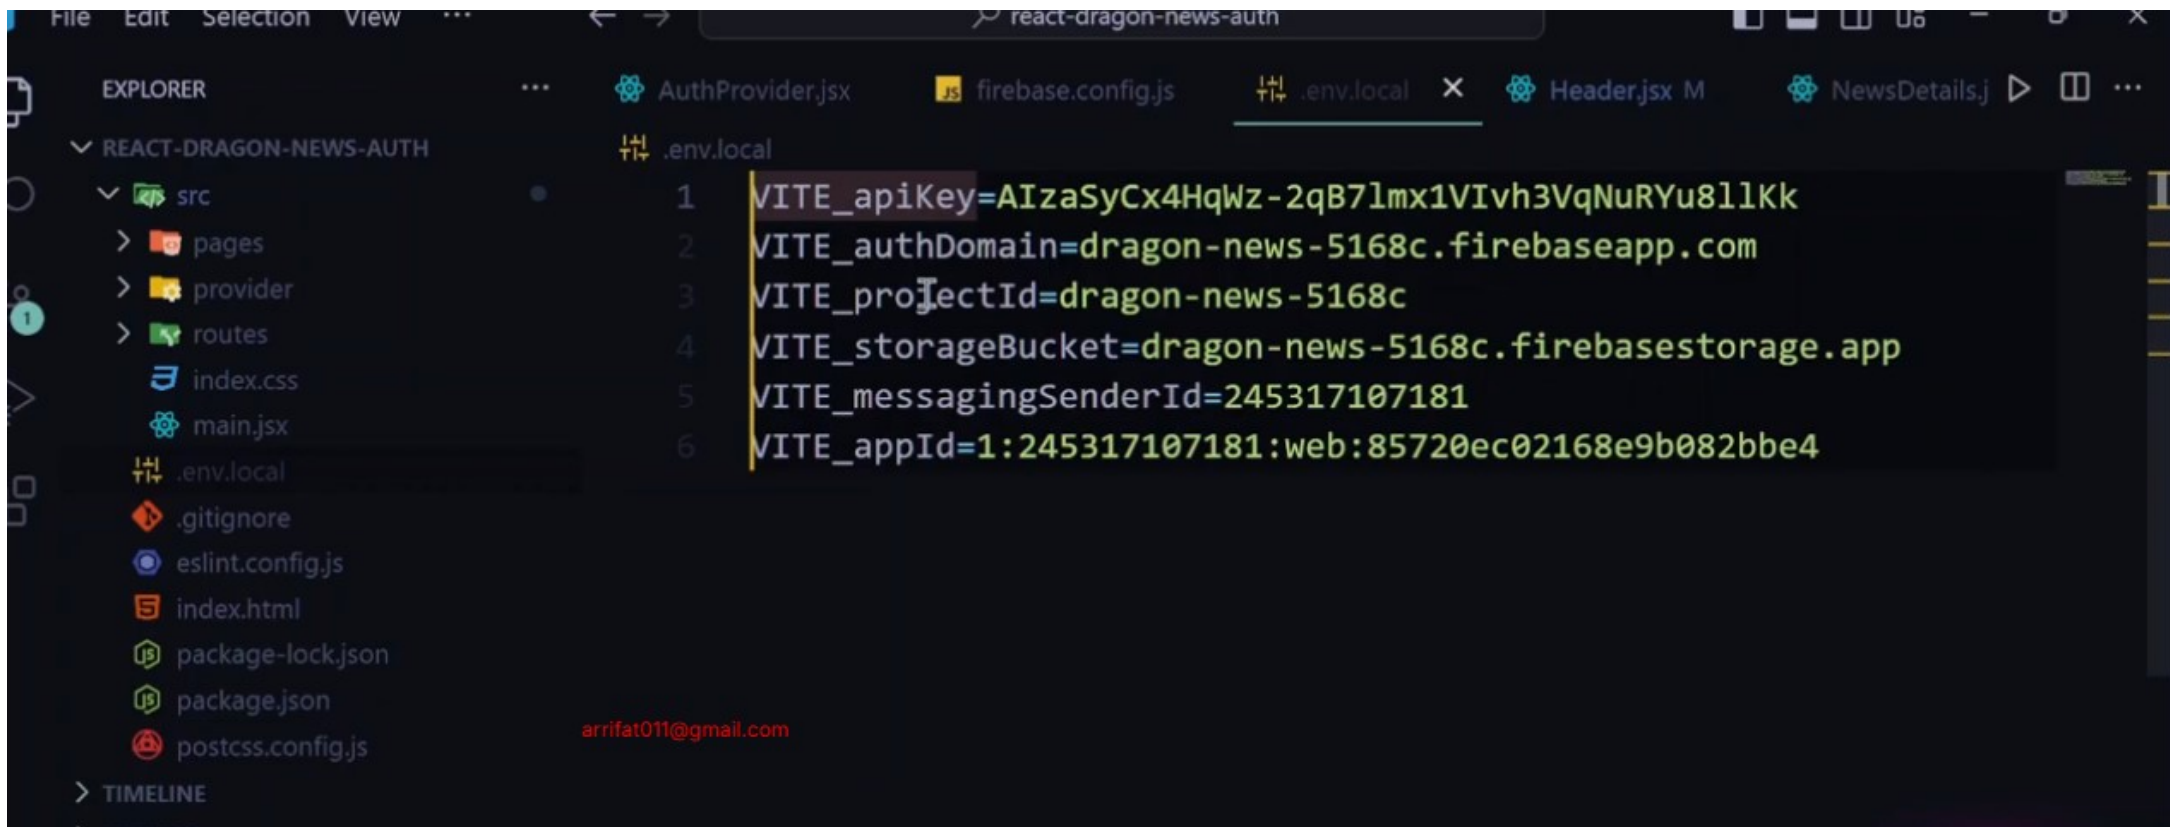 File Edit Selection View ··· ← → react-dragon-news-auth
EXPLORER ···
REACT-DRAGON-NEWS-AUTH
src
pages
provider
routes
index.css
main.jsx
.env.local
.gitignore
eslint.config.js
index.html
package-lock.json
package.json
postcss.config.js
TIMELINE
1
AuthProvider.jsx JS firebase.config.js .env.local Header.jsx M NewsDetails.j ···
.env.local
1 VITE_apiKey=AIzaSyCx4HqWz-2qB7lmx1VIvh3VqNuRYu8llKk
2 VITE_authDomain=dragon-news-5168c.firebaseapp.com
3 VITE_projectId=dragon-news-5168c
4 VITE_storageBucket=dragon-news-5168c.firebasestorage.app
5 VITE_messagingSenderId=245317107181
6 VITE_appId=1:245317107181:web:85720ec02168e9b082bbe4
arrifat011@gmail.com